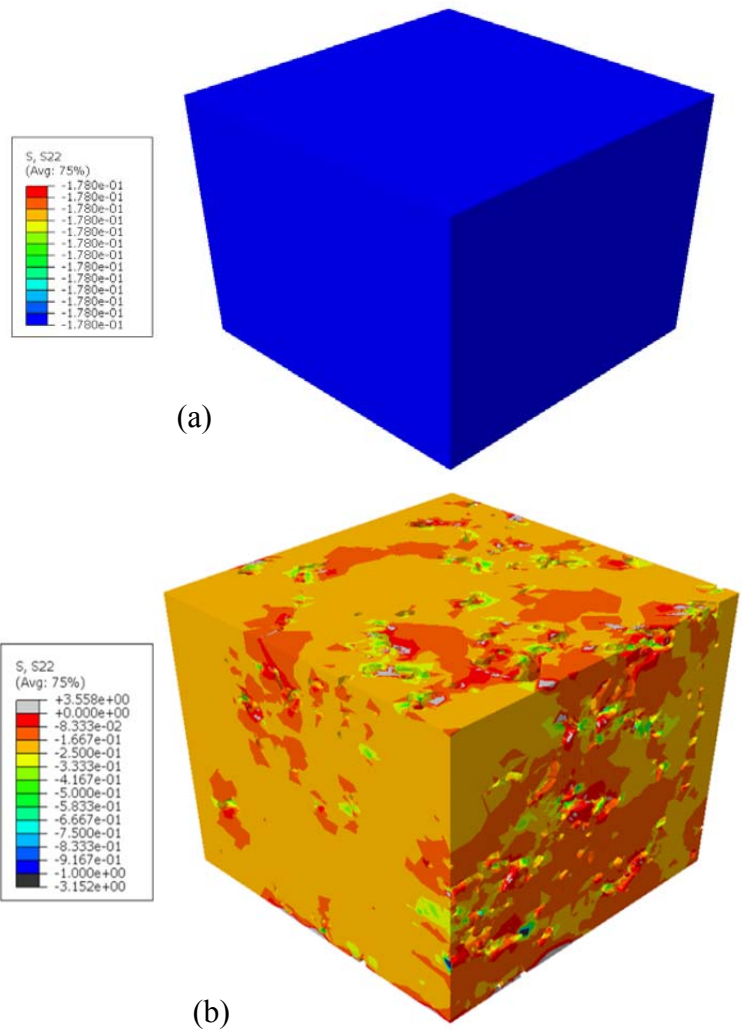 S, S22
(Avg: 75%)
-1.780e-01
-1.780e-01
-1.780e-01
-1.780e-01
-1.780e-01
-1.780e-01
-1.780e-01
-1.780e-01
-1.780e-01
-1.780e-01
-1.780e-01
-1.780e-01
-1.780e-01
(a)
S, S22
(Avg: 75%)
+3.558e+00
+0.000e+00
-8.333e-02
-1.667e-01
-2.500e-01
-3.333e-01
-4.167e-01
-5.000e-01
-5.833e-01
-6.667e-01
-7.500e-01
-8.333e-01
-9.167e-01
-1.000e+00
-3.152e+00
(b)